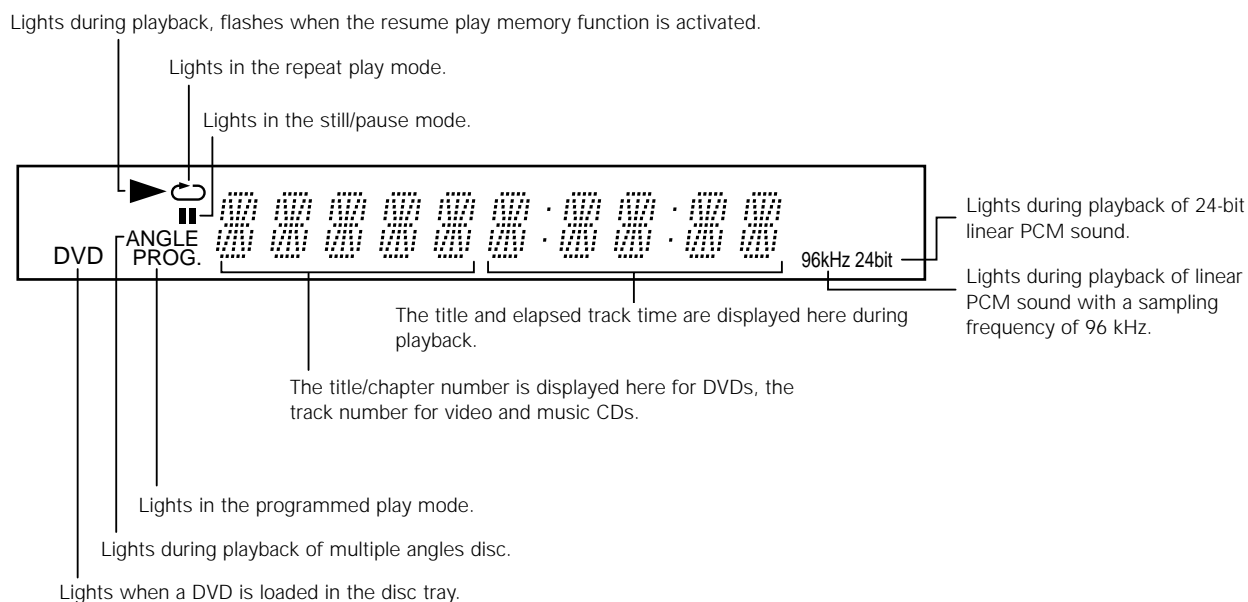 Lights during playback, flashes when the resume play memory function is activated.
Lights in the repeat play mode.
Lights in the still/pause mode.
DVD
ANGLE
PROG.
96kHz 24bit
Lights during playback of 24-bit
linear PCM sound.
Lights during playback of linear
PCM sound with a sampling
frequency of 96 kHz.
The title and elapsed track time are displayed here during
playback.
The title/chapter number is displayed here for DVDs, the
track number for video and music CDs.
Lights in the programmed play mode.
Lights during playback of multiple angles disc.
Lights when a DVD is loaded in the disc tray.